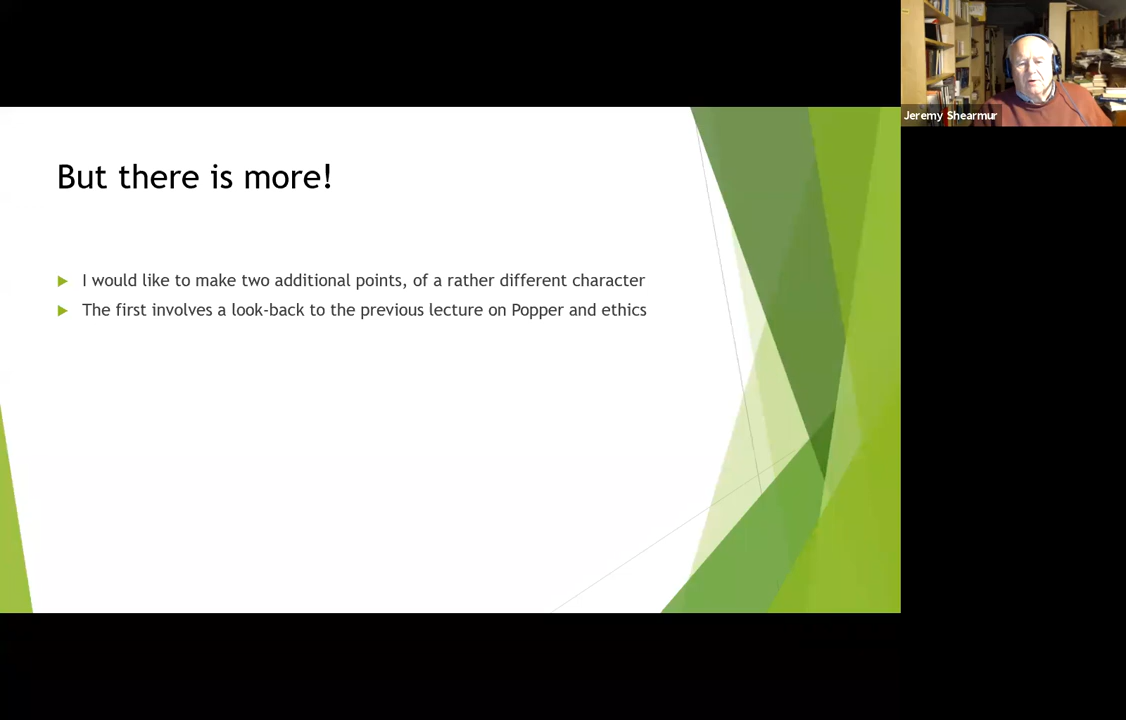 Jeremy Shearmur
But there is more!
I would like to make two additional points, of a rather different character
The first involves a look-back to the previous lecture on Popper and ethics